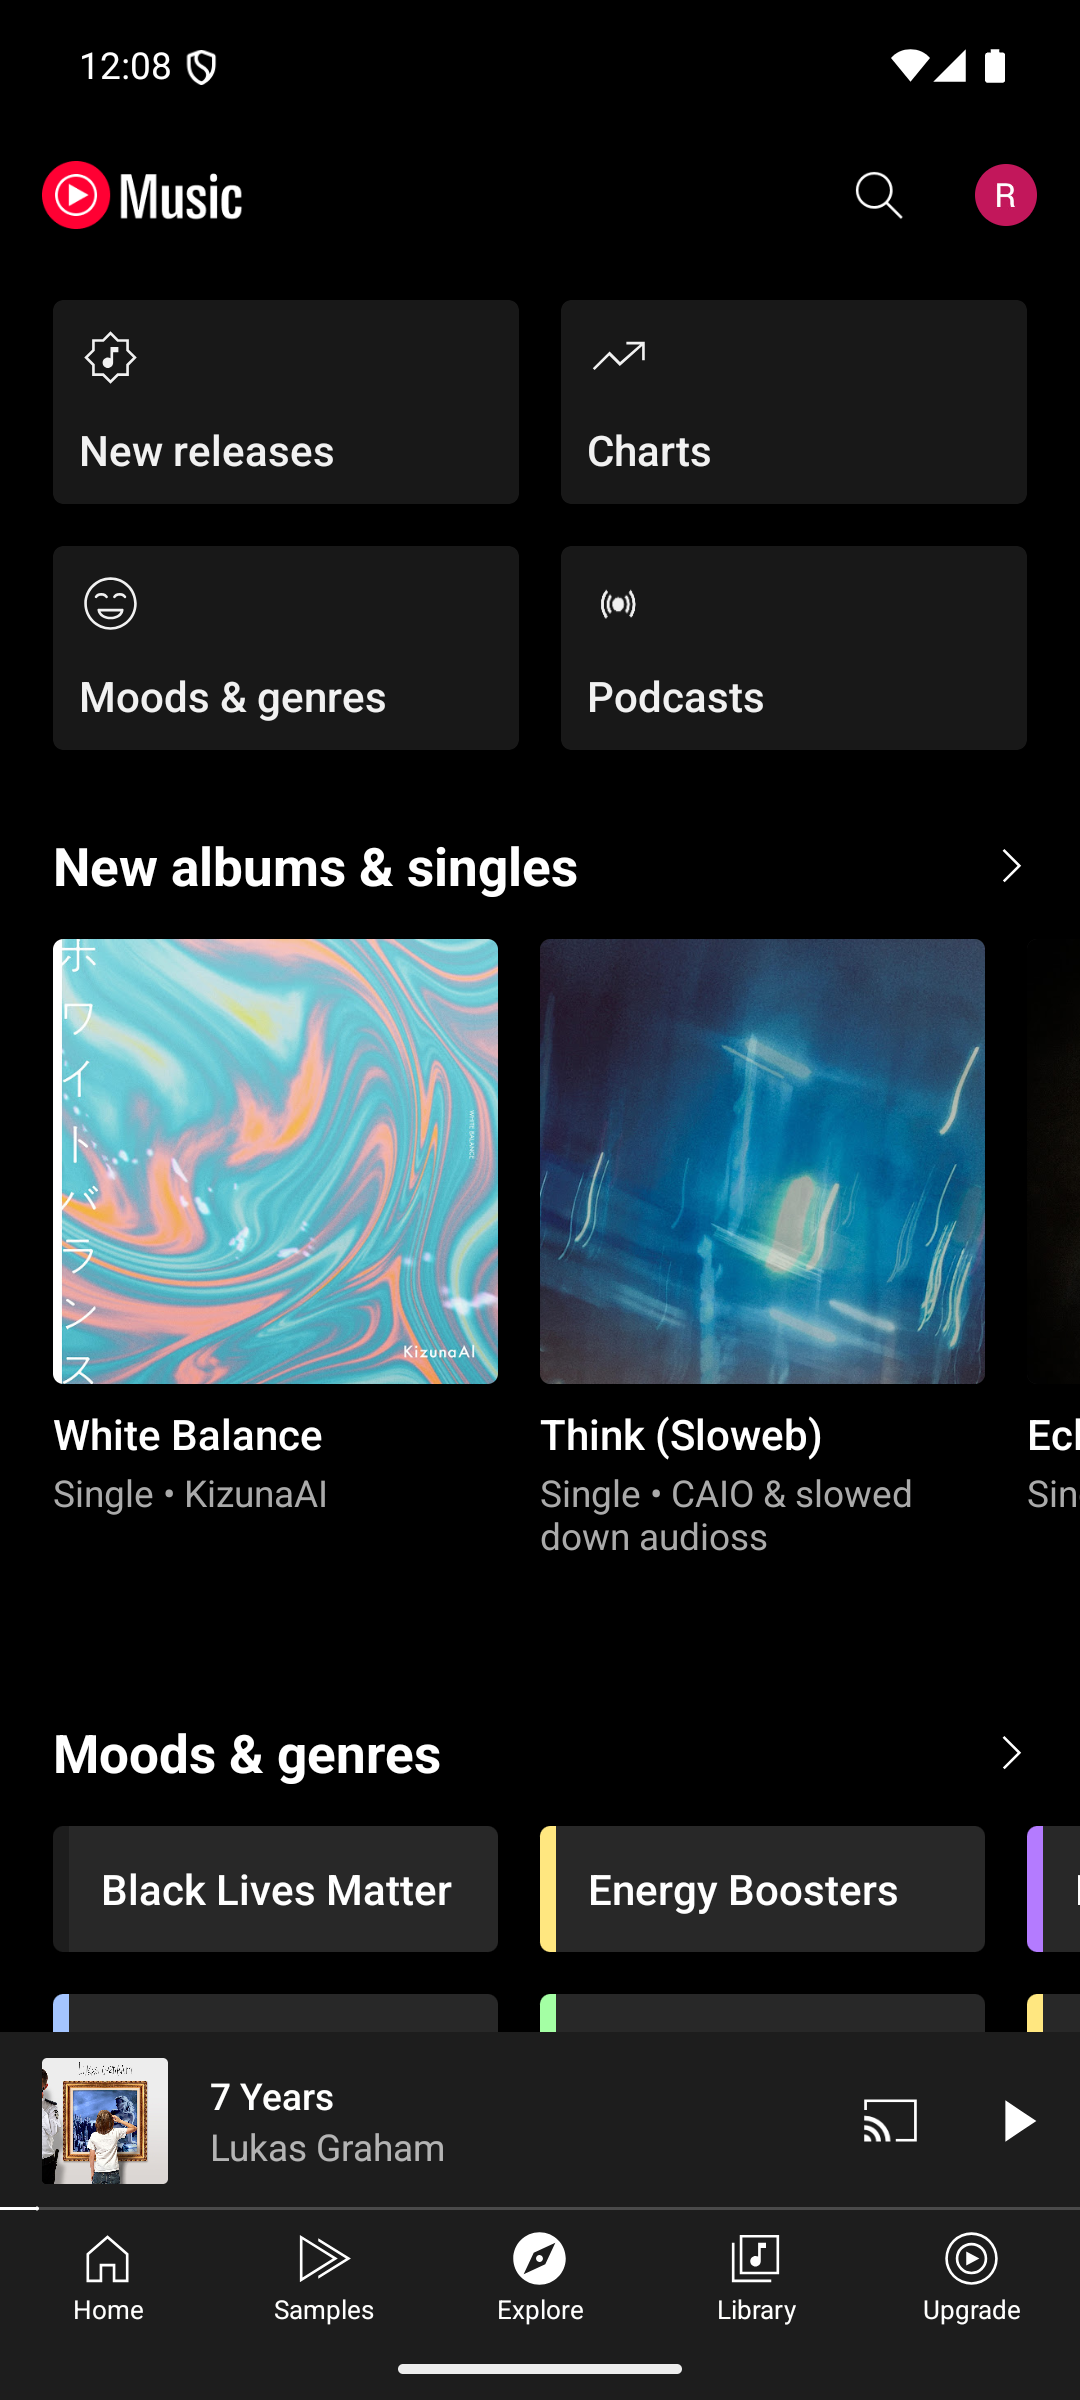 12:08
Music
R
New releases
Charts
Moods & genres
Podcasts
New albums & singles
ホワイトバランス
WHITE BALANCE
KizunaAI
White Balance
Single • KizunaAI
Think (Sloweb)
Single • CAIO & slowed
down audioss
Moods & genres
Black Lives Matter
Energy Boosters
7 Years
Lukas Graham
Home
Samples
Explore
Library
Upgrade